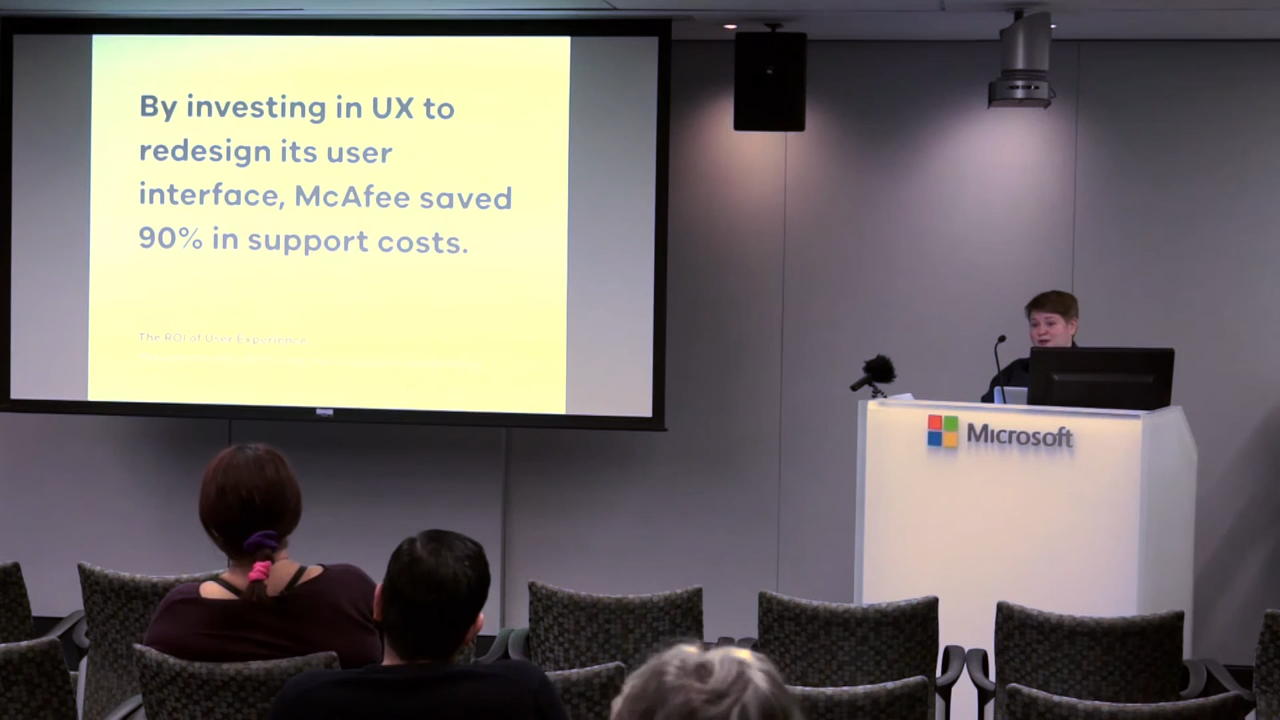 By investing in UX to
redesign its user
interface, McAfee saved
90% in support costs.
The ROI of User Experience
Microsoft